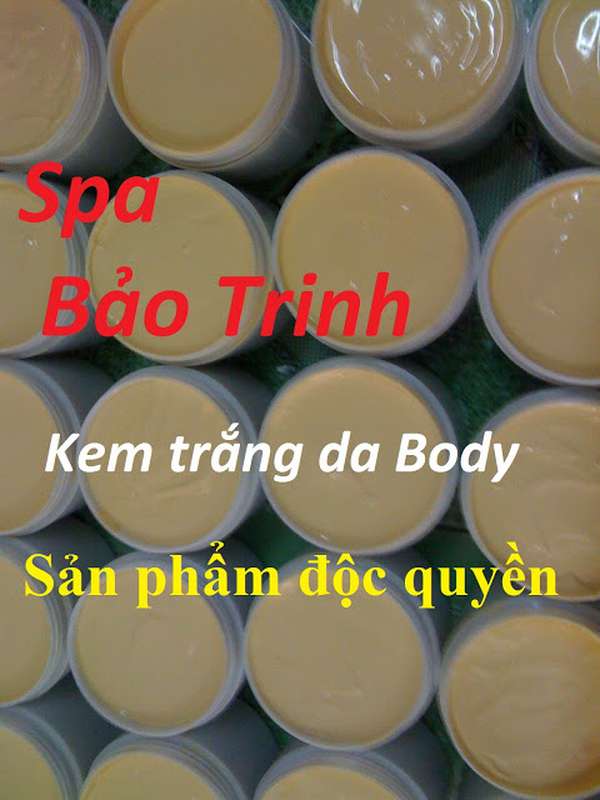 Spa
Bảo Trinh
Kem trắng da Body
Sản phẩm độc quyền